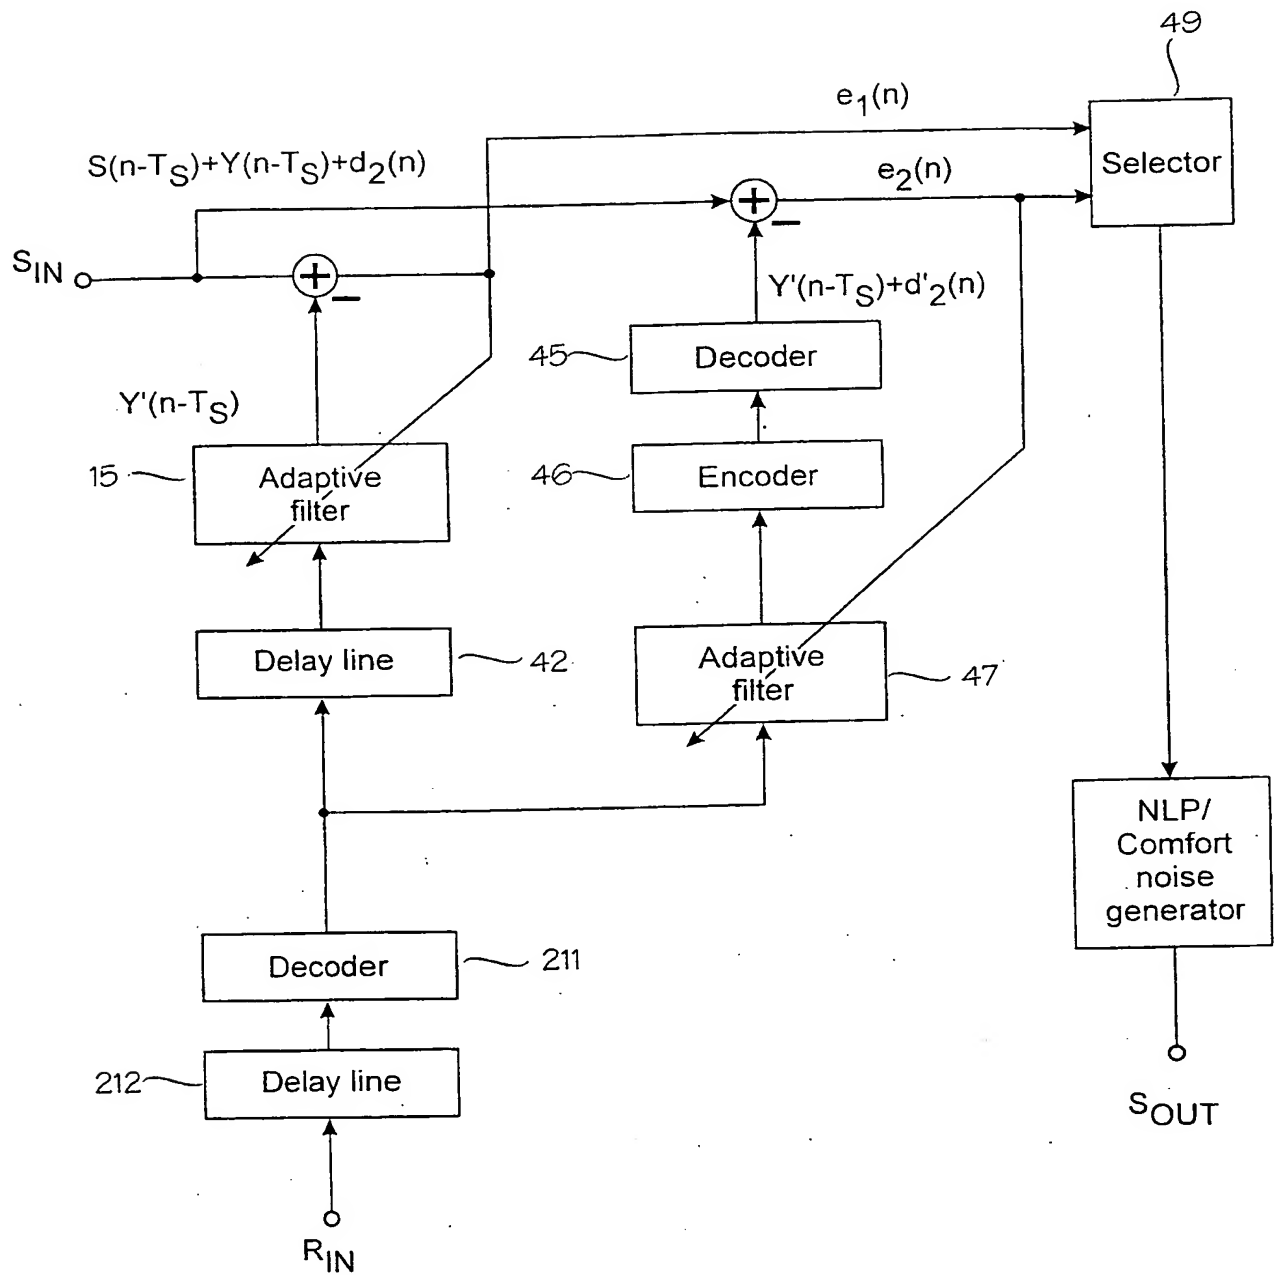 49
e1(n)
S(n-TS)+Y(n-TS)+d2(n)
e2(n)
Selector
SIN
+
−
+
−
Y'(n-TS)+d'2(n)
45
Decoder
Y'(n-TS)
15
Adaptive
filter
46
Encoder
Delay line
42
Adaptive
filter
47
NLP/
Comfort
noise
generator
Decoder
211
212
Delay line
SOUT
RIN